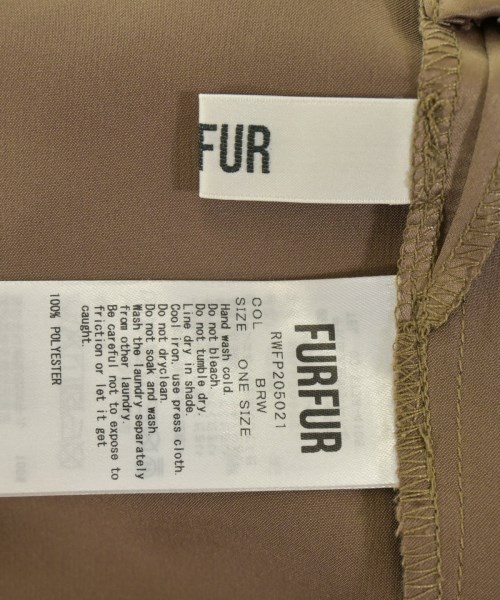 FUR
FURFUR
RWFP205021
COL BRW
SIZE ONE SIZE
Hand wash cold.
Do not bleach.
Do not tumble dry.
Line dry in shade.
Cool iron, use press cloth.
Do not dryclean.
Do not soak and wash.
Wash the laundry separately
from other laundry.
Be careful not to expose to
friction or let it get
caught.
100% POLYESTER